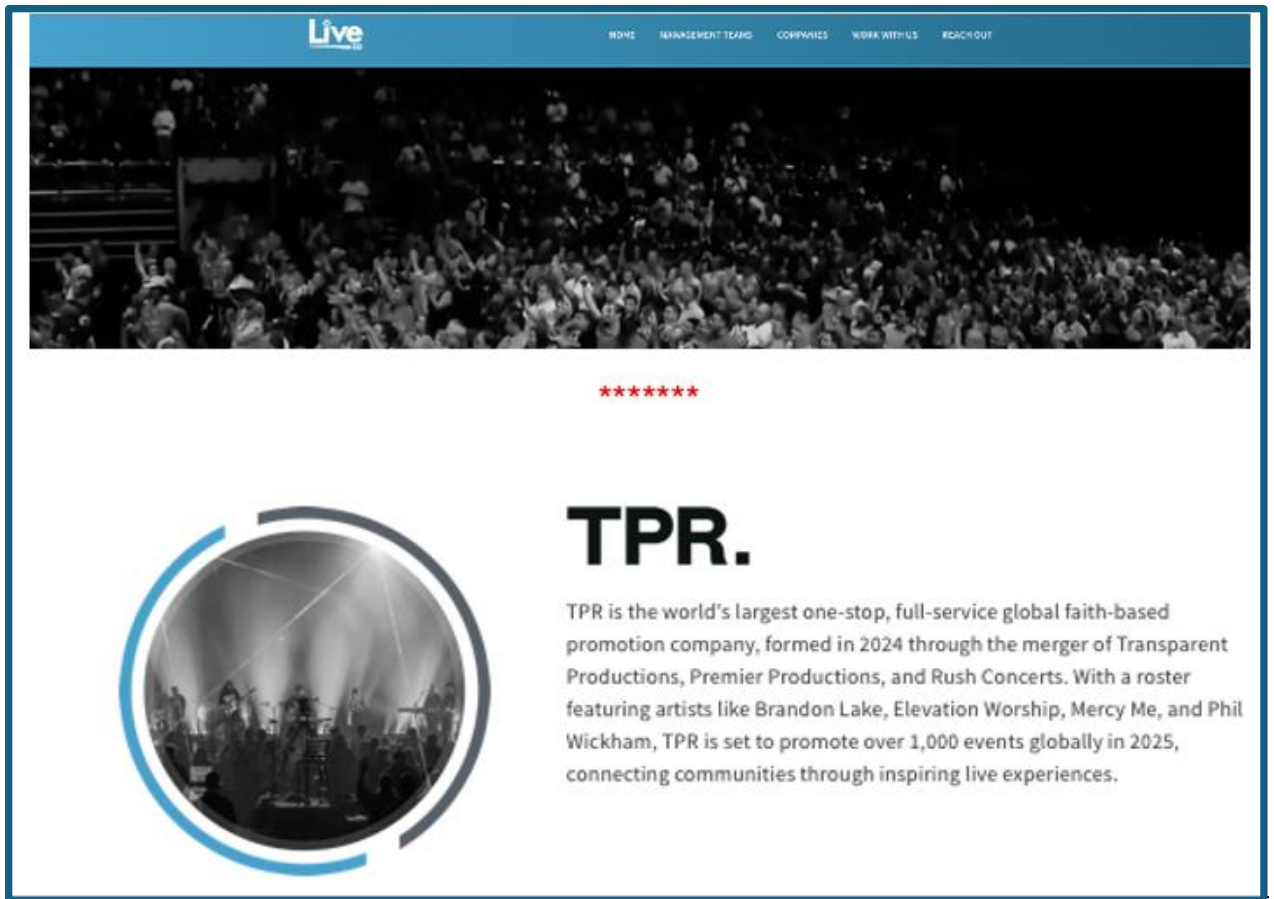 Live
HOME MANAGEMENT TEAMS COMPANIES WORK WITH US REACH OUT
*******
TPR.
TPR is the world's largest one-stop, full-service global faith-based
promotion company, formed in 2024 through the merger of Transparent
Productions, Premier Productions, and Rush Concerts. With a roster
featuring artists like Brandon Lake, Elevation Worship, Mercy Me, and Phil
Wickham, TPR is set to promote over 1,000 events globally in 2025,
connecting communities through inspiring live experiences.